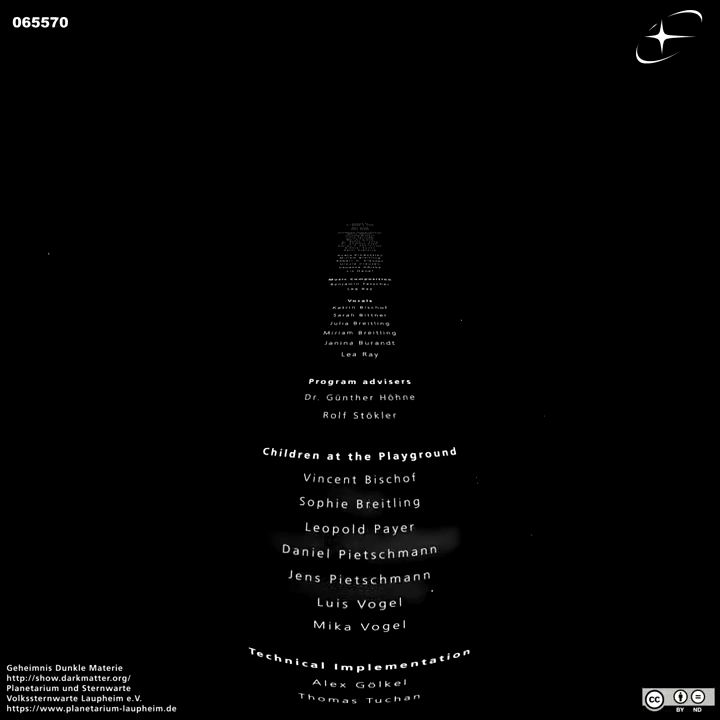 065570
Music Composition
Benjamin Fetscher
Lea Ray
Vocals
Katrin Bischof
Sarah Bittner
Julia Breitling
Miriam Breitling
Janina Burandt
Lea Ray
Program advisers
Dr. Günther Höhne
Rolf Stökler
Children at the Playground
Vincent Bischof
Sophie Breitling
Leopold Payer
Daniel Pietschmann
Jens Pietschmann
Luis Vogel
Mika Vogel
Technical Implementation
Alex Gölkel
Thomas Tuchan
Geheimnis Dunkle Materie
http://show.darkmatter.org/
Planetarium und Sternwarte
Volkssternwarte Laupheim e.V.
https://www.planetarium-laupheim.de
cc BY ND